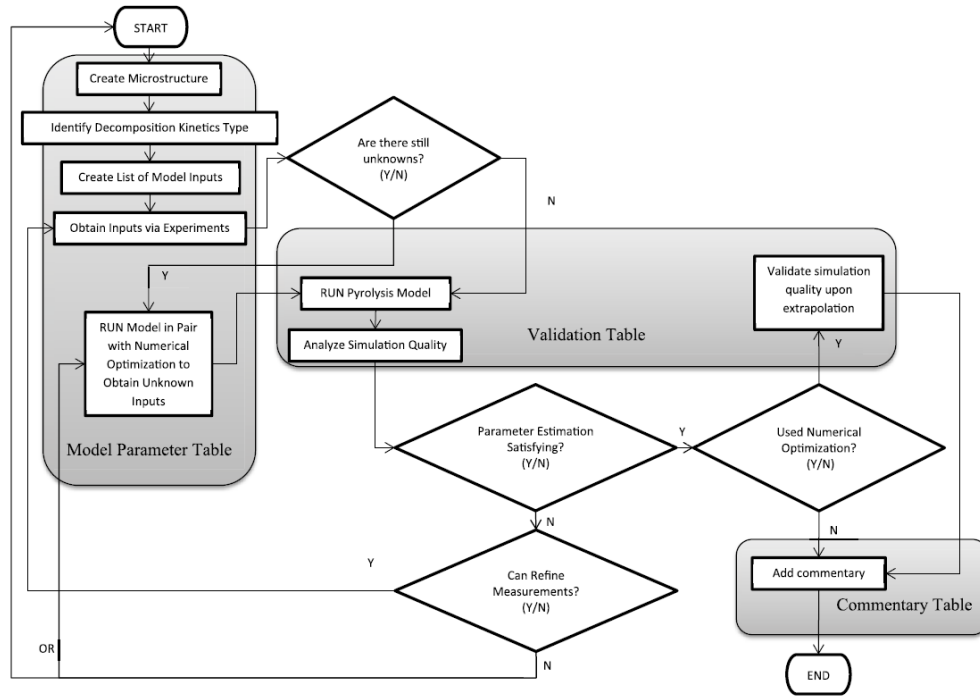 START
Create Microstructure
Identify Decomposition Kinetics Type
Create List of Model Inputs
Obtain Inputs via Experiments
Are there still
unknowns?
(Y/N)
N
Y
RUN Model in Pair
with Numerical
Optimization to
Obtain Unknown
Inputs
Model Parameter Table
RUN Pyrolysis Model
Analyze Simulation Quality
Validation Table
Validate simulation
quality upon
extrapolation
Y
Parameter Estimation
Satisfying?
(Y/N)
Y
Used Numerical
Optimization?
(Y/N)
N
N
Y
Can Refine
Measurements?
(Y/N)
Add commentary
Commentary Table
OR
N
END